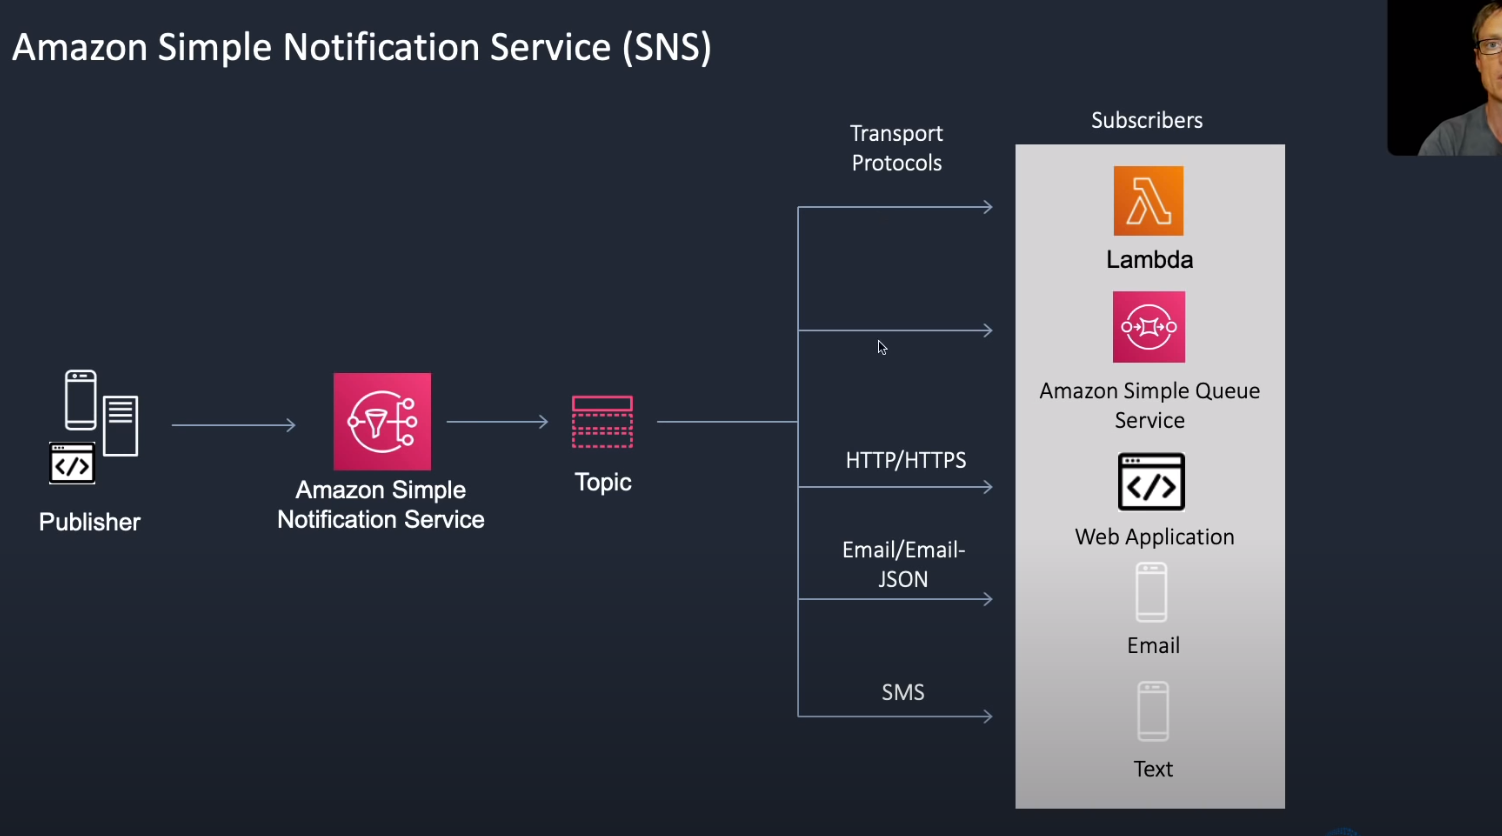 Amazon Simple Notification Service (SNS)
Transport
Protocols
Subscribers
Lambda
Amazon Simple Queue
Service
HTTP/HTTPS
</>
Web Application
Email/Email-
JSON
Email
SMS
Text
</>
Publisher
Amazon Simple
Notification Service
Topic